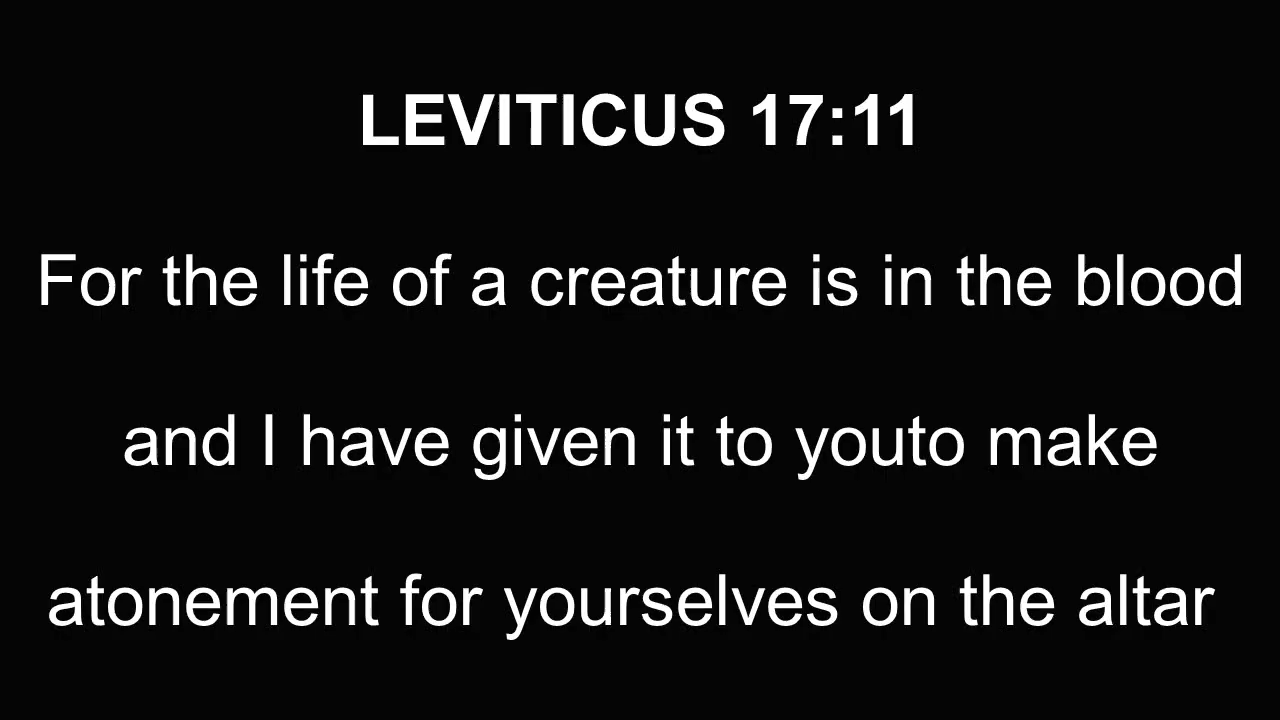 LEVITICUS 17:11
For the life of a creature is in the blood
and I have given it to youto make
atonement for yourselves on the altar